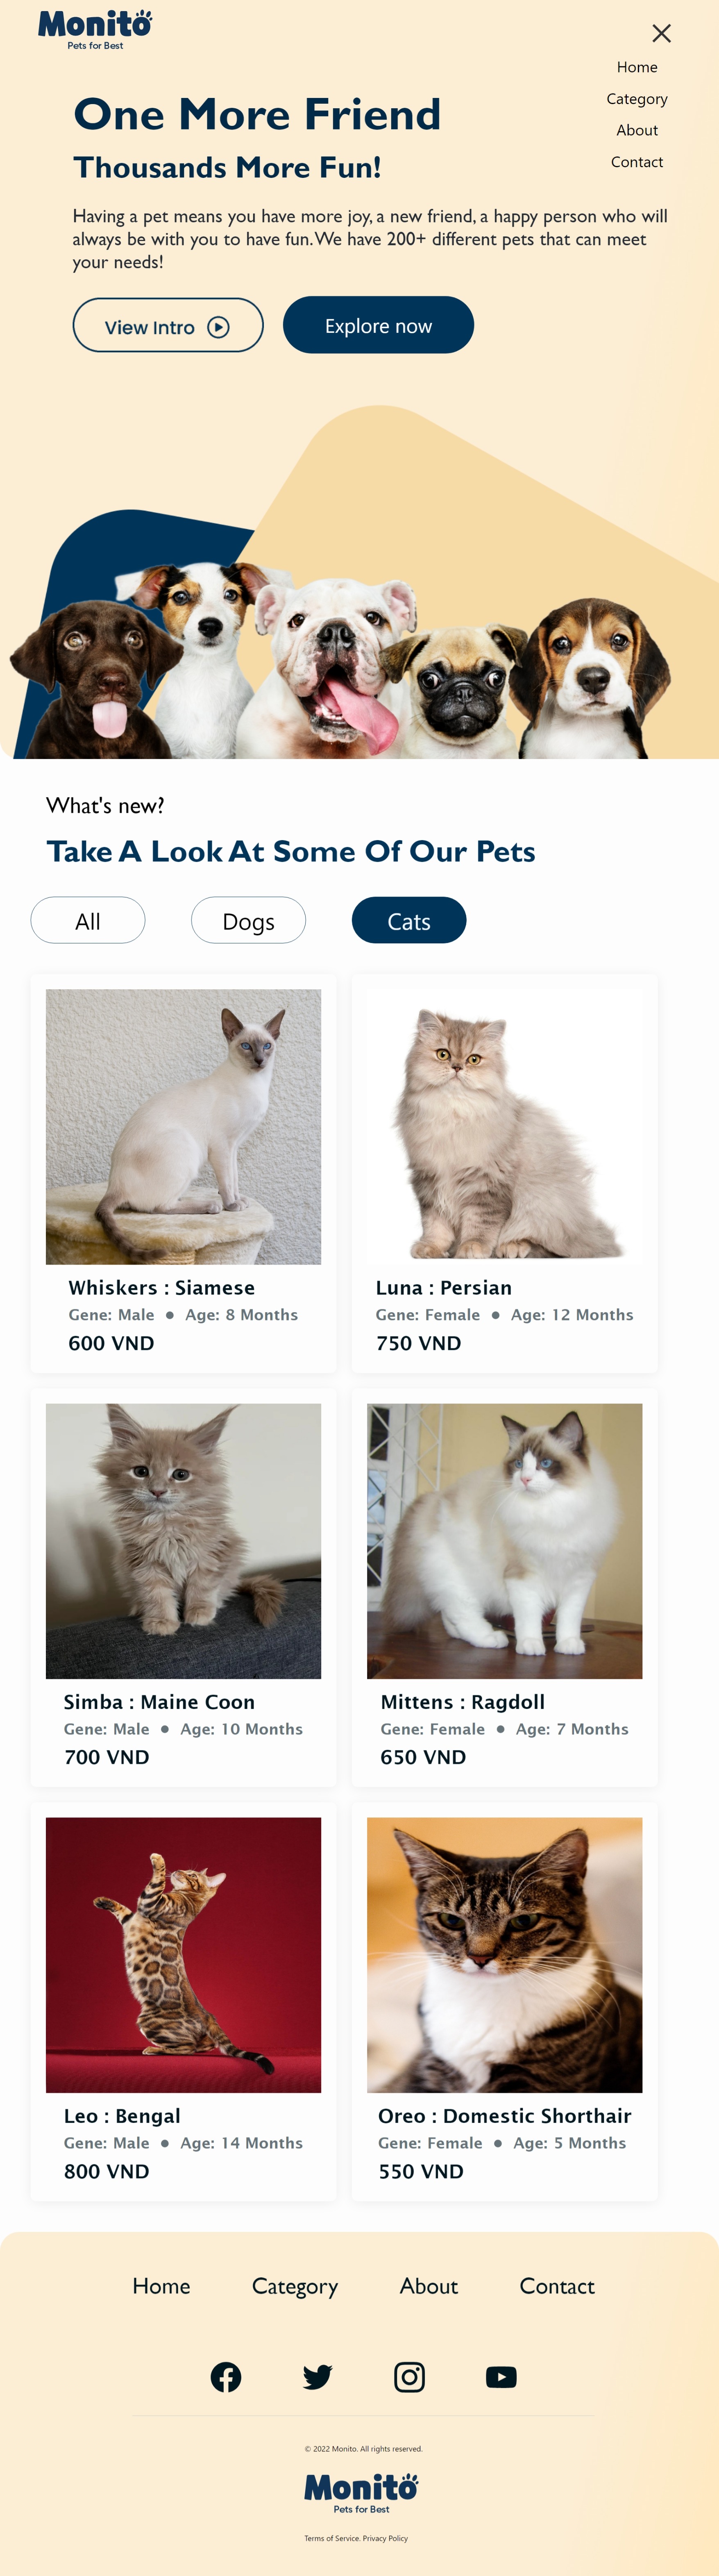 Monito
Pets for Best
Home
Category
About
Contact
One More Friend
Thousands More Fun!
Having a pet means you have more joy, a new friend, a happy person who will
always be with you to have fun. We have 200+ different pets that can meet
your needs!
View Intro
Explore now
What's new?
Take A Look At Some Of Our Pets
All
Dogs
Cats
Whiskers : Siamese
Gene: Male ● Age: 8 Months
600 VND
Luna : Persian
Gene: Female ● Age: 12 Months
750 VND
Simba : Maine Coon
Gene: Male ● Age: 10 Months
700 VND
Mittens : Ragdoll
Gene: Female ● Age: 7 Months
650 VND
Leo : Bengal
Gene: Male ● Age: 14 Months
800 VND
Oreo : Domestic Shorthair
Gene: Female ● Age: 5 Months
550 VND
Home
Category
About
Contact
© 2022 Monito. All rights reserved.
Monito
Pets for Best
Terms of Service. Privacy Policy